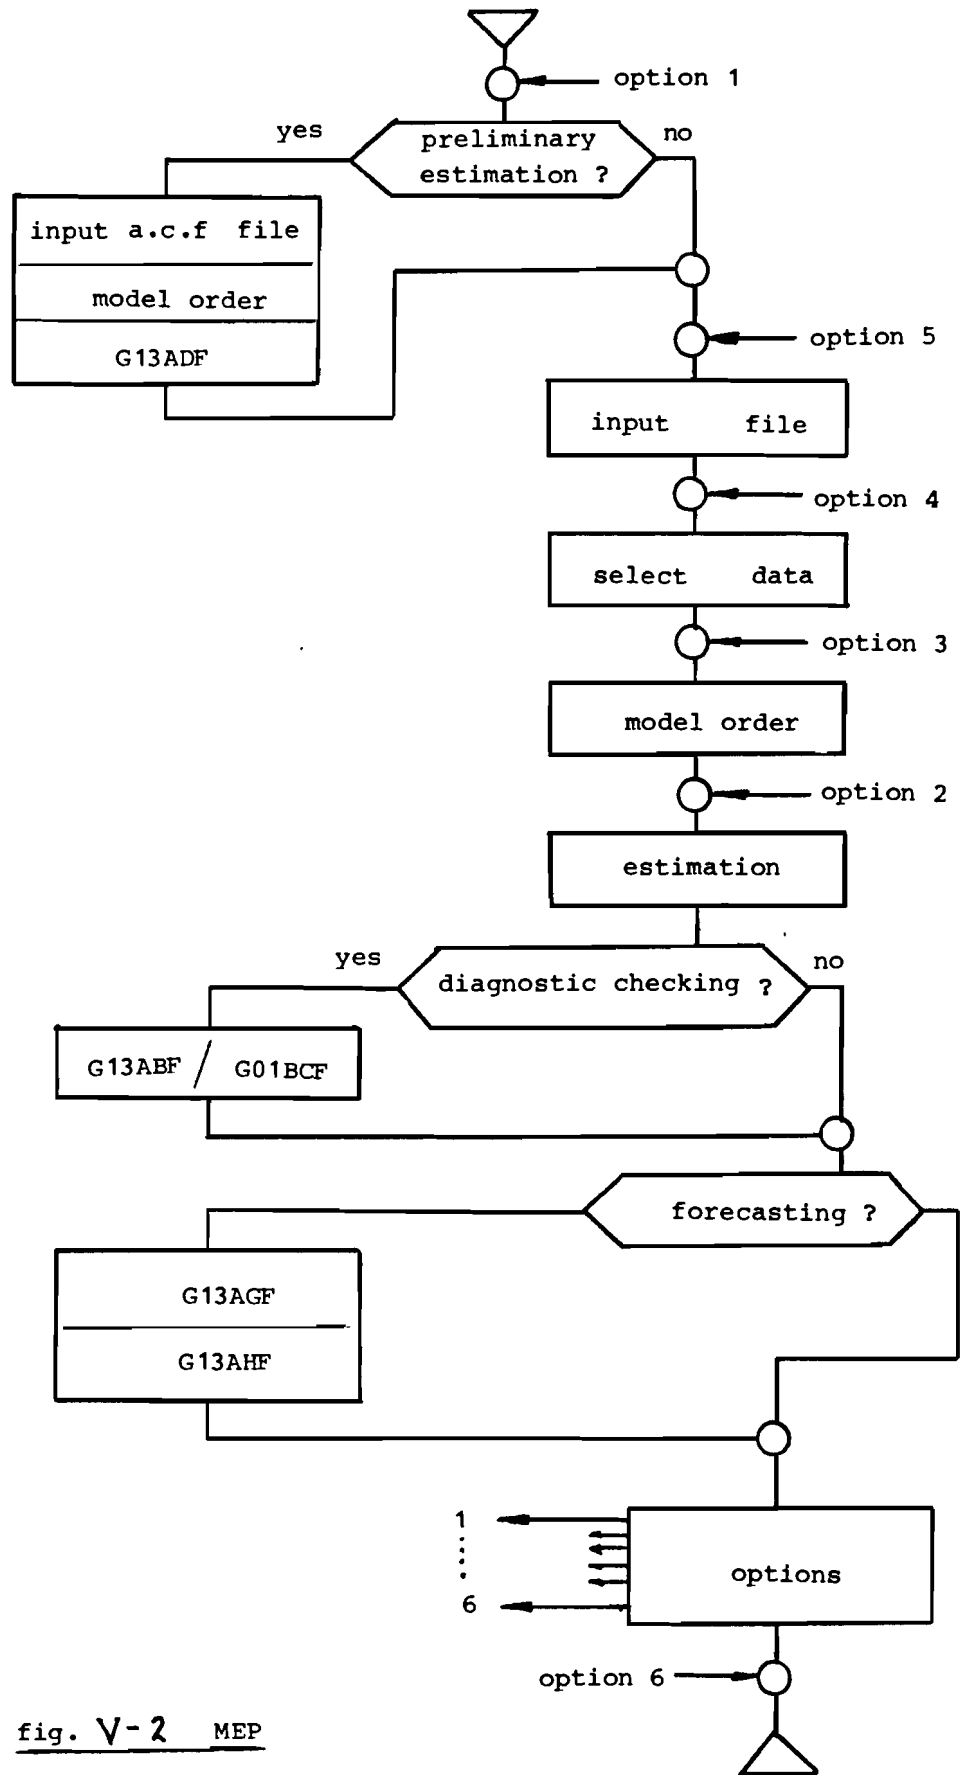 option 1
yes
preliminary
estimation ?
no
input a.c.f file
model order
G13ADF
option 5
input file
option 4
select data
option 3
model order
option 2
estimation
yes
diagnostic checking ?
no
G13ABF / G01BCF
forecasting ?
G13AGF
G13AHF
1
6
options
option 6
fig. V-2 MEP